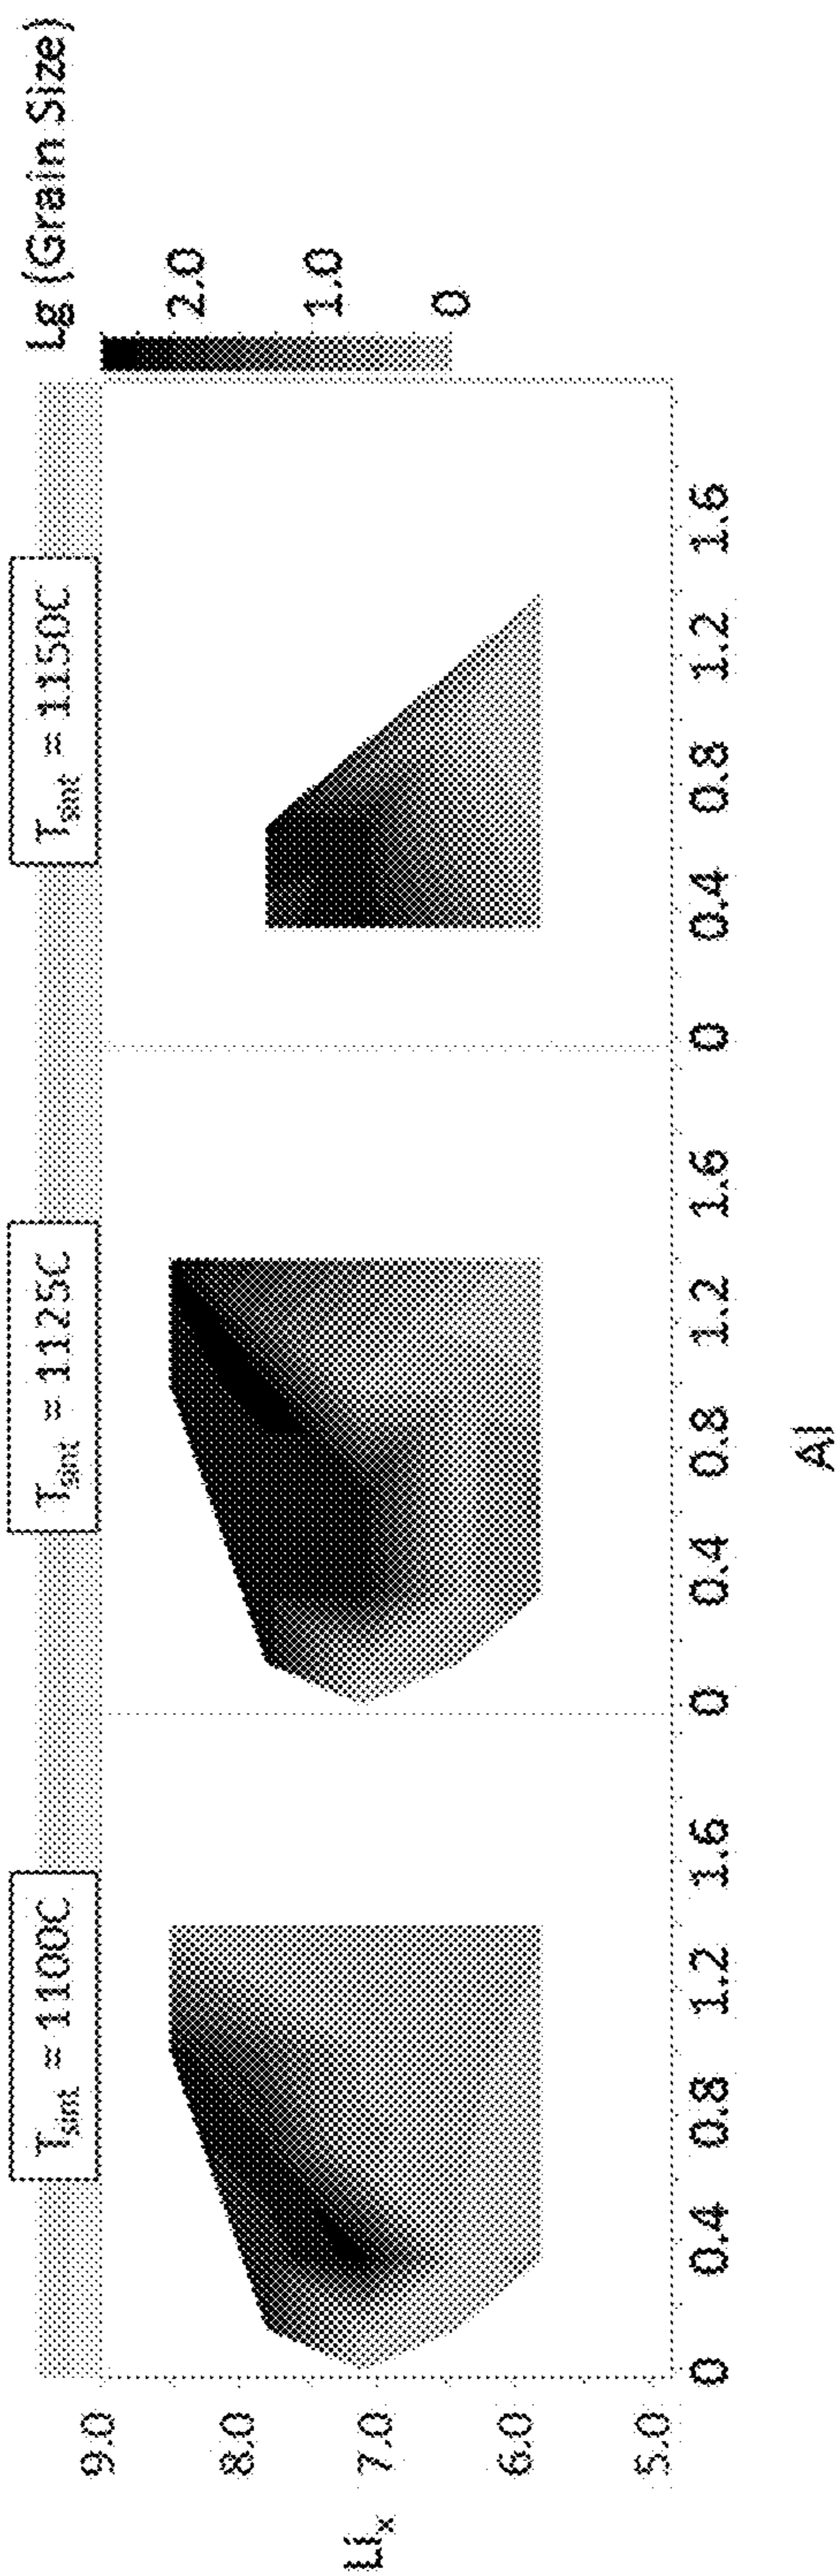 T_sint = 1100C
T_sint = 1125C
T_sint = 1150C
Lg (Grain Size)
2.0
1.0
0
9.0
8.0
7.0
6.0
5.0
Li_x
0 0.4 0.8 1.2 1.6 0 0.4 0.8 1.2 1.6 0 0.4 0.8 1.2 1.6
Al